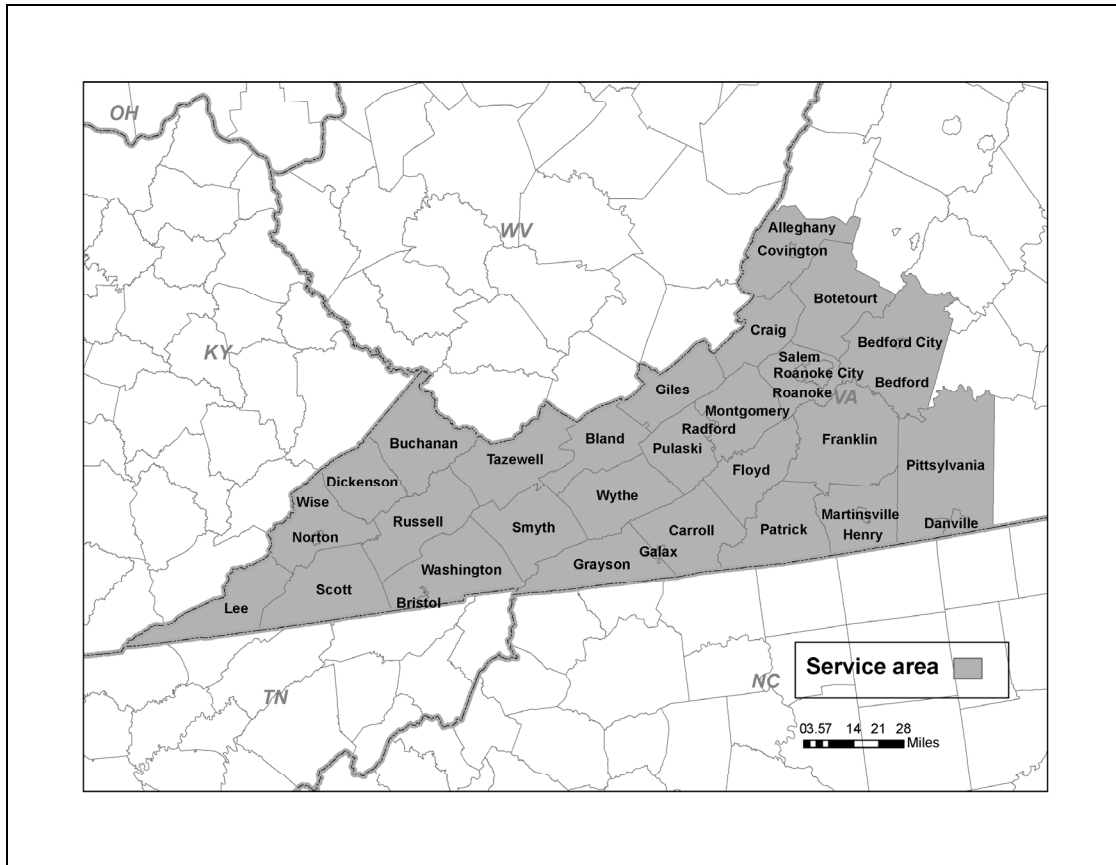 OH
WV
Alleghany
Covington
Botetourt
Craig
Bedford City
KY
Salem
Roanoke City
Bedford
Giles
Roanoke
VA
Montgomery
Radford
Buchanan
Bland
Franklin
Pulaski
Tazewell
Pittsylvania
Floyd
Dickenson
Wise
Wythe
Martinsville
Russell
Smyth
Carroll
Patrick
Danville
Norton
Henry
Galax
Grayson
Washington
Scott
Bristol
Lee
Service area
NC
TN
03.57 14 21 28
Miles